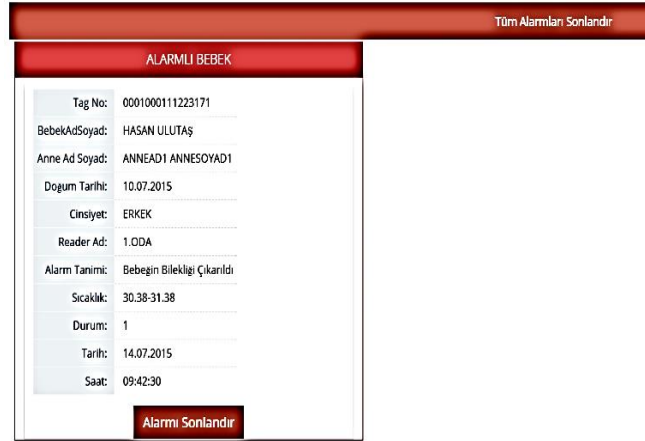 Tüm Alarmları Sonlandır
ALARMLI BEBEK
Tag No: 0001000111223171
BebekAdSoyad: HASAN ULUTAŞ
Anne Ad Soyad: ANNEAD1 ANNESOYAD1
Dogum Tarihi: 10.07.2015
Cinsiyet: ERKEK
Reader Ad: 1.ODA
Alarm Tanimi: Bebeğin Bilekliği Çıkarıldı
Sıcaklık: 30.38-31.38
Durum: 1
Tarih: 14.07.2015
Saat: 09:42:30
Alarmı Sonlandır